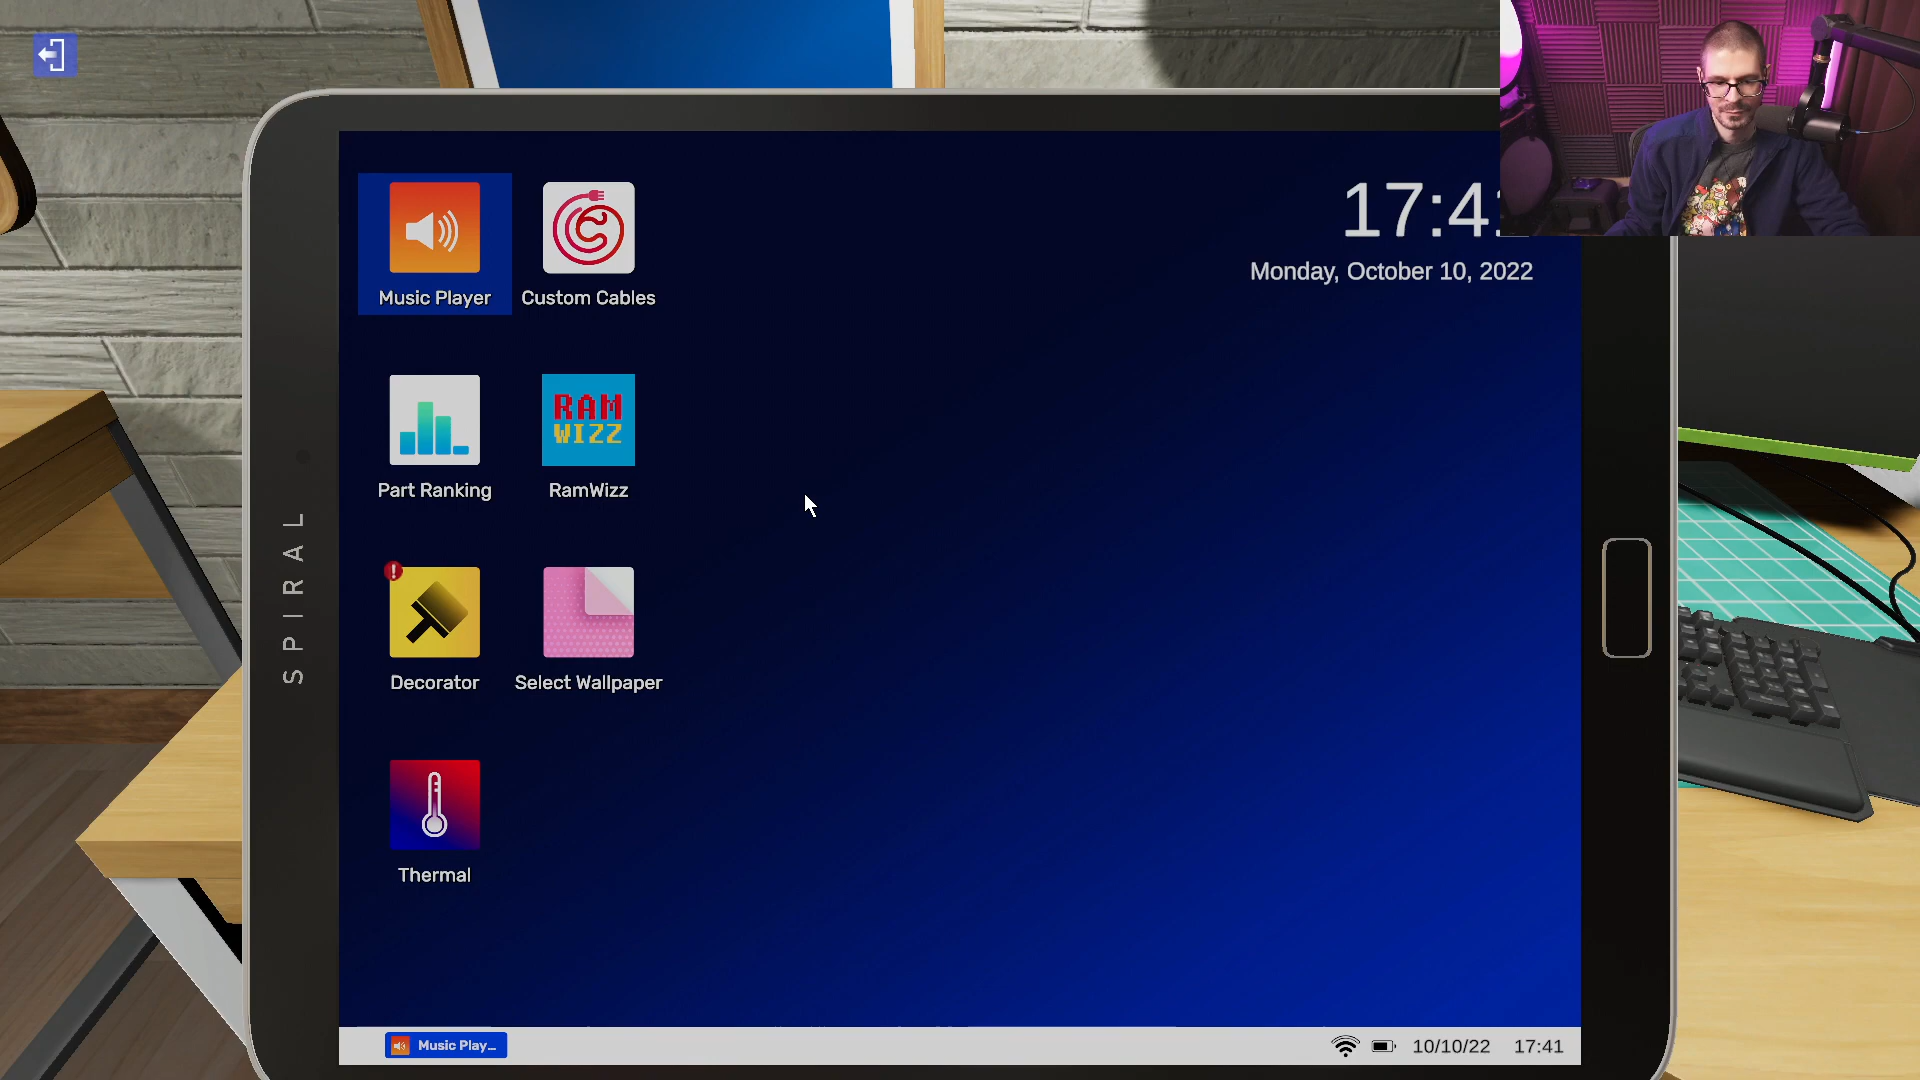 17:4
Monday, October 10, 2022
Music Player
Custom Cables
RAM
WIZZ
Part Ranking
RamWizz
!
Decorator
Select Wallpaper
Thermal
SPIRAL
Music Play...
10/10/22
17:41